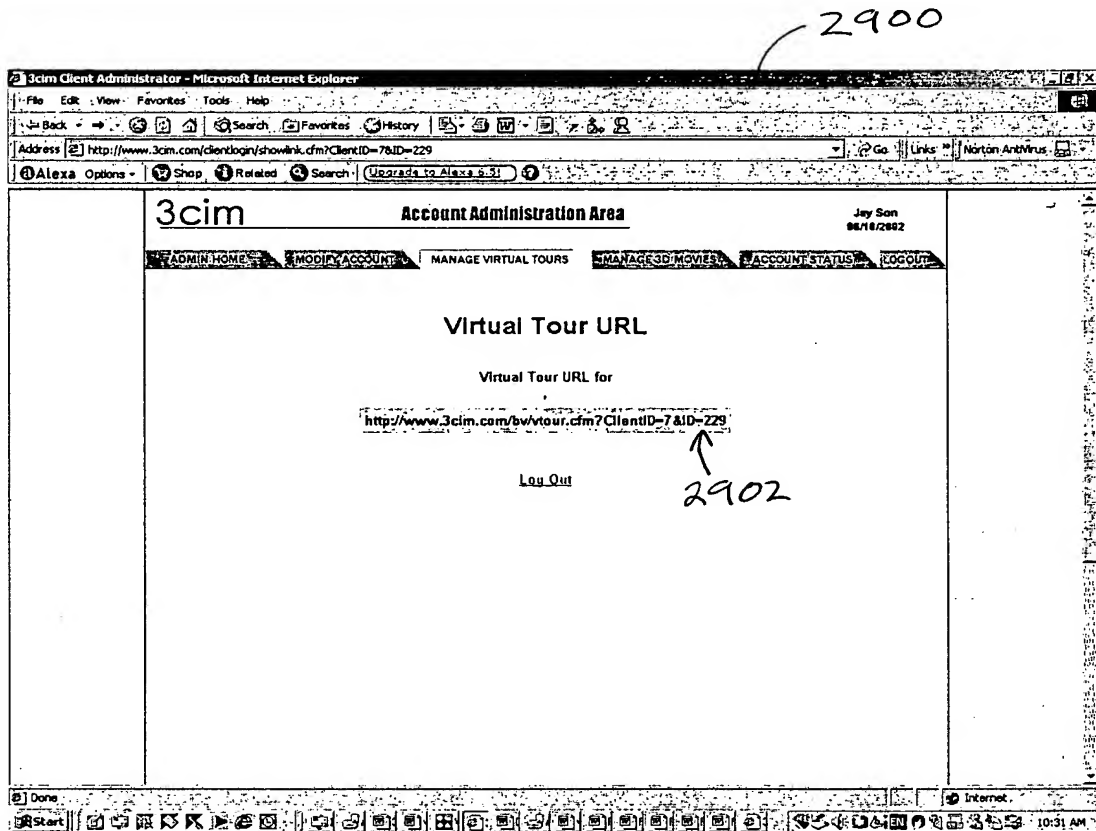 2900
3cim Client Administrator - Microsoft Internet Explorer
File Edit View Favorites Tools Help
Back Search Favorites History
Address http://www.3cim.com/clientlogin/showlink.cfm?ClientID=7&ID=229 Go Links » Norton AntiVirus
Alexa Options Shop Related Search Upgrade to Alexa 6.5!
3cim Account Administration Area Jay Son
ADMIN HOME MODIFY ACCOUNT MANAGE VIRTUAL TOURS MANAGE 3D MOVIES ACCOUNT STATUS LOGOUT
Virtual Tour URL
Virtual Tour URL for
,
http://www.3cim.com/bv/vtour.cfm?ClientID=7&ID=229
Log Out
2902
Done Internet
Start 10:31 AM